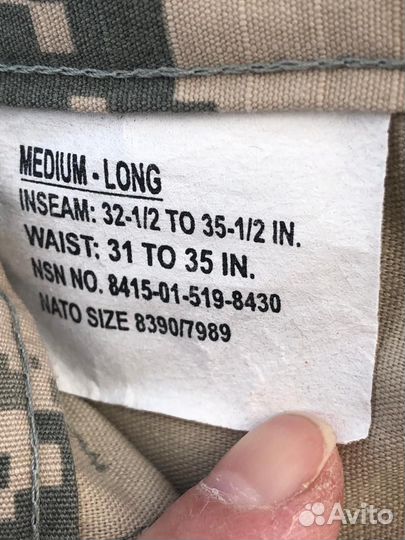 MEDIUM - LONG
INSEAM: 32-1/2 TO 35-1/2 IN.
WAIST: 31 TO 35 IN.
NSN NO. 8415-01-519-8430
NATO SIZE 8390/7989
Avito